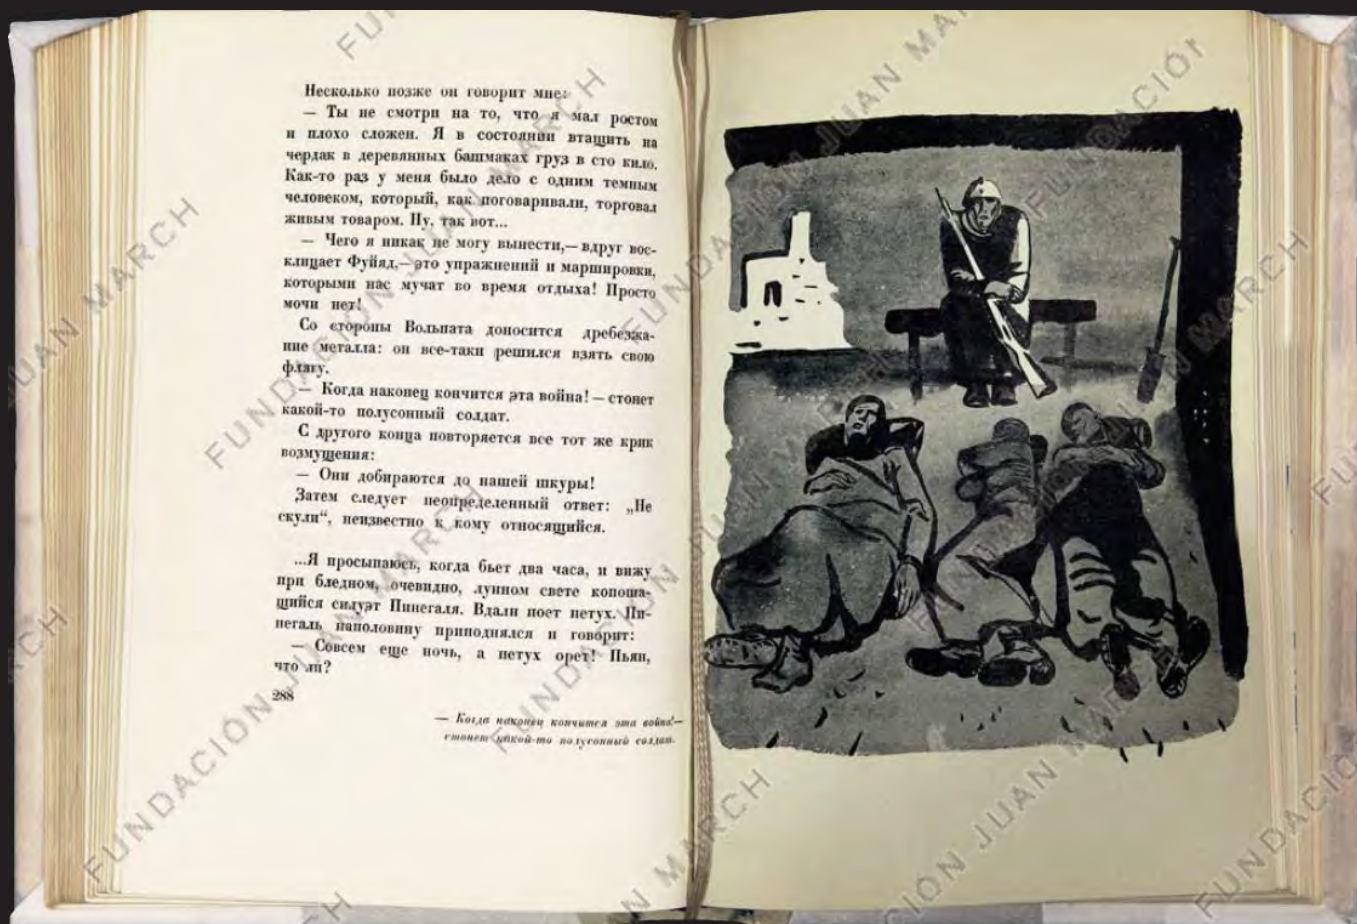 Несколько позже он говорит мне:
— Ты не смотри на то, что я мал ростом
и плохо сложен. Я в состоянии втащить на
чердак в деревянных башмаках груз в сто кило.
Как-то раз у меня было дело с одним темным
человеком, который, как поговаривали, торговал
живым товаром. Ну, так вот...
— Чего я никак не могу вынести,— вдруг вос-
клицает Фуйяд,— это упражнений и маршировки,
которыми нас мучат во время отдыха! Просто
мочи нет!
Со стороны Вольпата доносится дребезжа-
ние металла: он все-таки решился взять свою
флягу.
— Когда наконец кончится эта война! — стонет
какой-то полусонный солдат.
С другого конца повторяется все тот же крик
возмущения:
— Они добираются до нашей шкуры!
Затем следует неопределенный ответ: „Не
скули“, неизвестно к кому относящийся.
...Я просыпаюсь, когда бьет два часа, и вижу
при бледном, очевидно, лунном свете копоша-
щийся силуэт Пинегаля. Вдали поет петух. Пи-
негаль наполовину приподнялся и говорит:
— Совсем еще ночь, а петух орет! Пьян,
что ли?
288
— Когда наконец кончится эта война!—
стонет какой-то полусонный солдат.
FUNDACIÓN JUAN MARCH